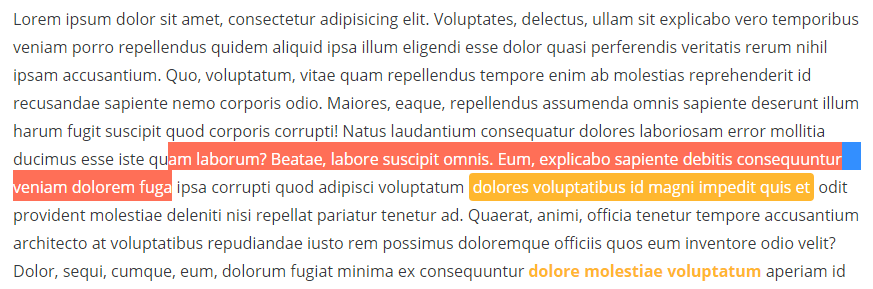 Lorem ipsum dolor sit amet, consectetur adipisicing elit. Voluptates, delectus, ullam sit explicabo vero temporibus
veniam porro repellendus quidem aliquid ipsa illum eligendi esse dolor quasi perferendis veritatis rerum nihil
ipsam accusantium. Quo, voluptatum, vitae quam repellendus tempore enim ab molestias reprehenderit id
recusandae sapiente nemo corporis odio. Maiores, eaque, repellendus assumenda omnis sapiente deserunt illum
harum fugit suscipit quod corporis corrupti! Natus laudantium consequatur dolores laboriosam error mollitia
ducimus esse iste quam laborum? Beatae, labore suscipit omnis. Eum, explicabo sapiente debitis consequuntur
veniam dolorem fuga ipsa corrupti quod adipisci voluptatum dolores voluptatibus id magni impedit quis et odit
provident molestiae deleniti nisi repellat pariatur tenetur ad. Quaerat, animi, officia tenetur tempore accusantium
architecto at voluptatibus repudiandae iusto rem possimus doloremque officiis quos eum inventore odio velit?
Dolor, sequi, cumque, eum, dolorum fugiat minima ex consequuntur dolore molestiae voluptatum aperiam id